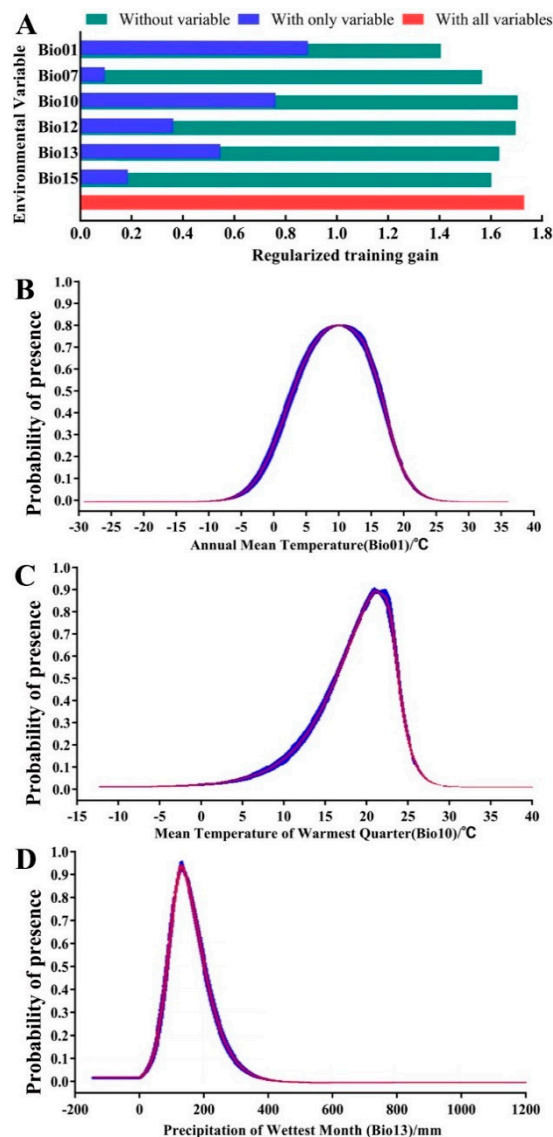 A
Without variable With only variable With all variables
Environmental Variable
Bio01
Bio07
Bio10
Bio12
Bio13
Bio15
0.0 0.2 0.4 0.6 0.8 1.0 1.2 1.4 1.6 1.8
Regularized training gain
B
Probability of presence
1.0
0.9
0.8
0.7
0.6
0.5
0.4
0.3
0.2
0.1
0.0
-30 -25 -20 -15 -10 -5 0 5 10 15 20 25 30 35 40
Annual Mean Temperature(Bio01)/℃
C
Probability of presence
1.0
0.9
0.8
0.7
0.6
0.5
0.4
0.3
0.2
0.1
0.0
-15 -10 -5 0 5 10 15 20 25 30 35 40
Mean Temperature of Warmest Quarter(Bio10)/℃
D
Probability of presence
1.0
0.9
0.8
0.7
0.6
0.5
0.4
0.3
0.2
0.1
0.0
-200 0 200 400 600 800 1000 1200
Precipitation of Wettest Month (Bio13)/mm